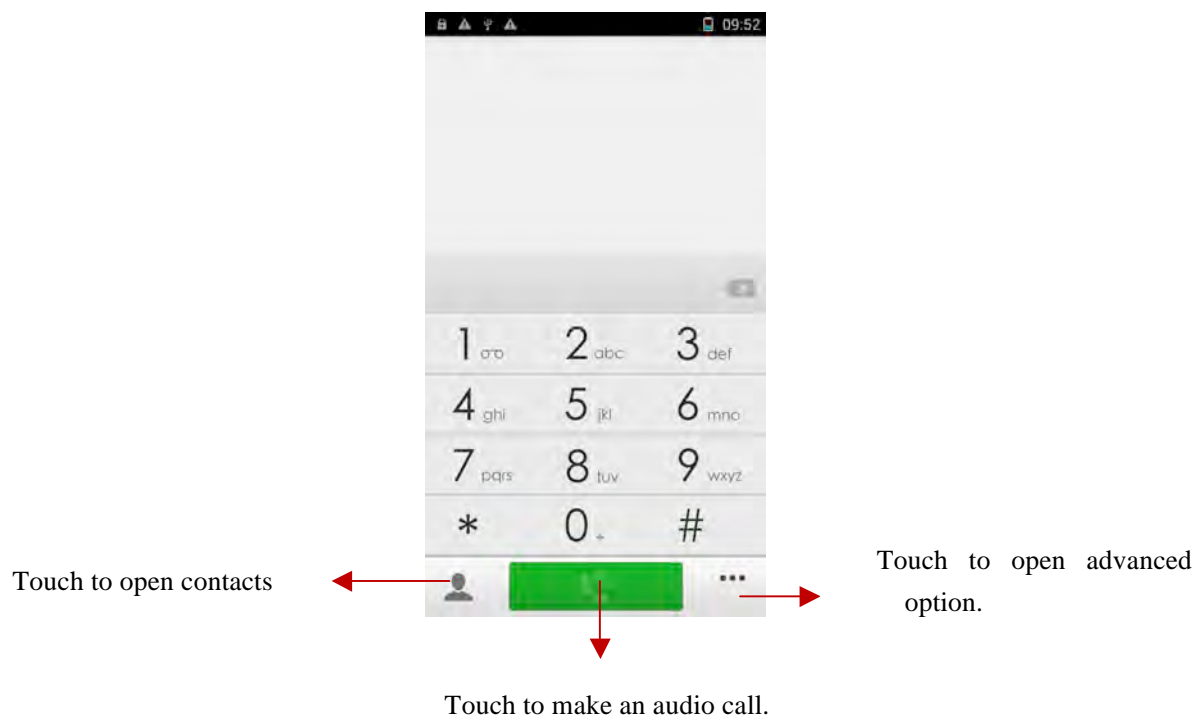 09:52
1 2 abc 3 def
4 ghi 5 jkl 6 mno
7 pqrs 8 tuv 9 wxyz
* 0 + #
Touch to open contacts
Touch to open advanced
option.
Touch to make an audio call.